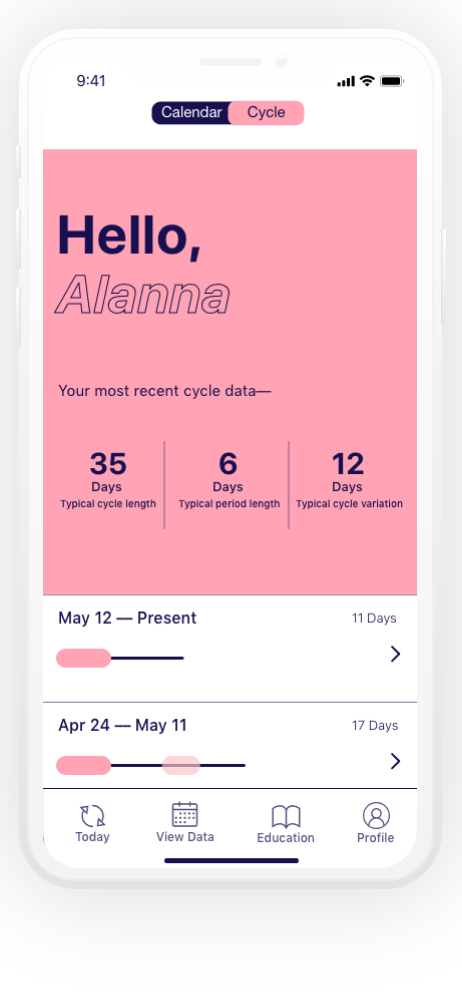 9:41
Calendar Cycle
Hello,
Alanna
Your most recent cycle data—
35 6 12
Days Days Days
Typical cycle length Typical period length Typical cycle variation
May 12 — Present 11 Days
Apr 24 — May 11 17 Days
Today View Data Education Profile